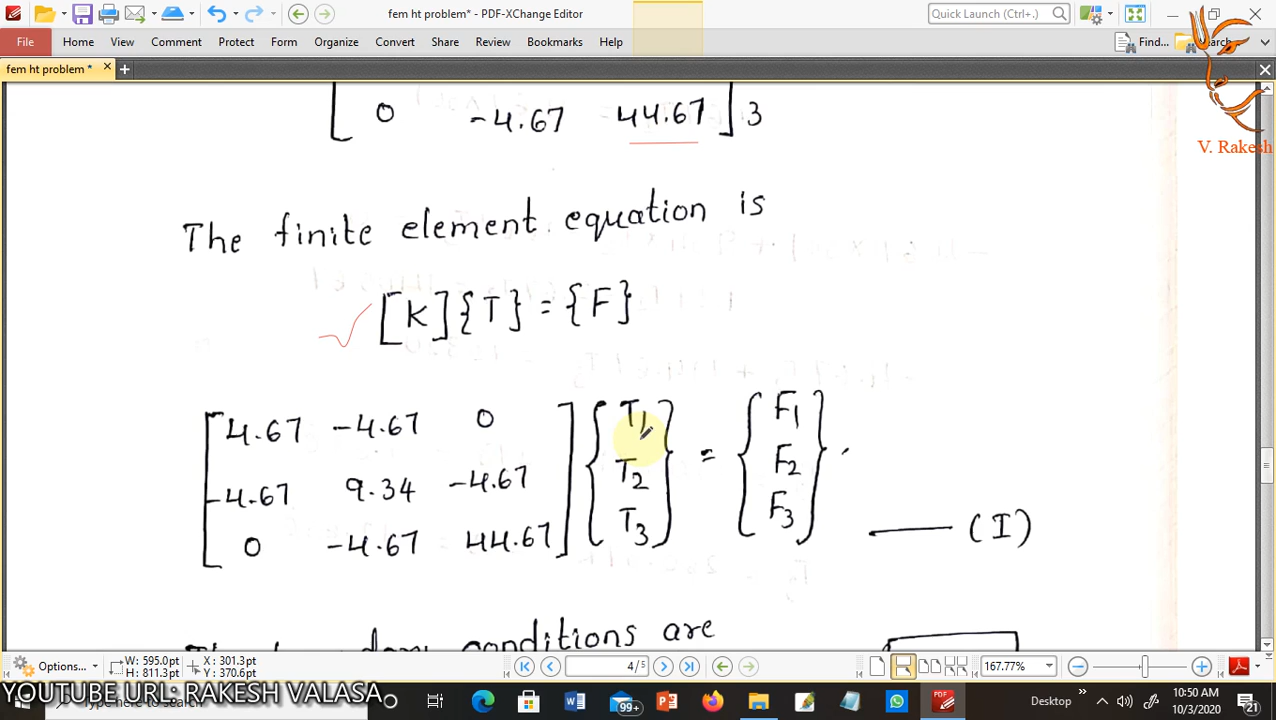 fem ht problem* - PDF-XChange Editor
Quick Launch (Ctrl+.)
File Home View Comment Protect Form Organize Convert Share Review Bookmarks Help Find... Search...
fem ht problem * × +
V. Rakesh
0 -4.67 44.67 3
The finite element equation is
[K]{T} = {F}
4.67 -4.67 0 T1 F1
-4.67 9.34 -4.67 T2 = F2
0 -4.67 44.67 T3 F3 (I)
conditions are
Options... W: 595.0pt H: 811.3pt X: 301.3pt Y: 370.6pt 4 / 5 167.77%
YOUTUBE URL: RAKESH VALASA
99+ PDF Desktop 10:50 AM 10/3/2020 21